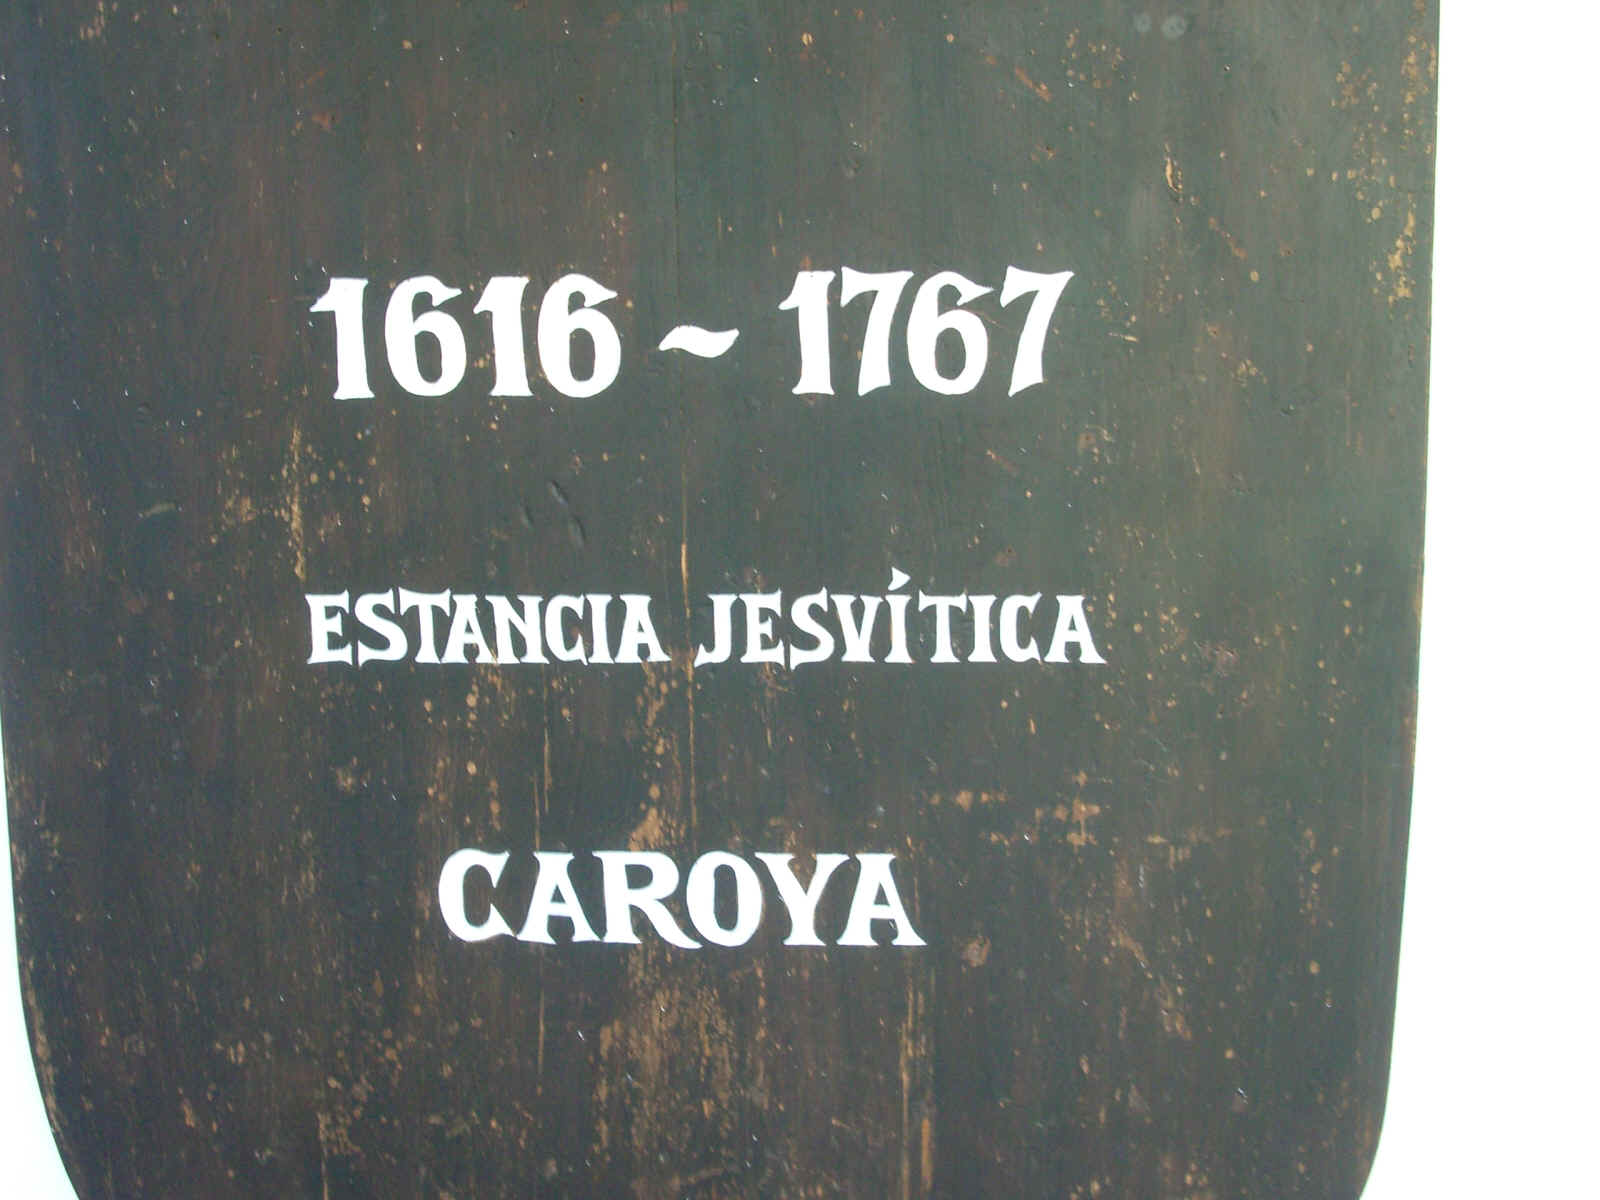 1616 ~ 1767
ESTANCIA JESVÍTICA
CAROYA